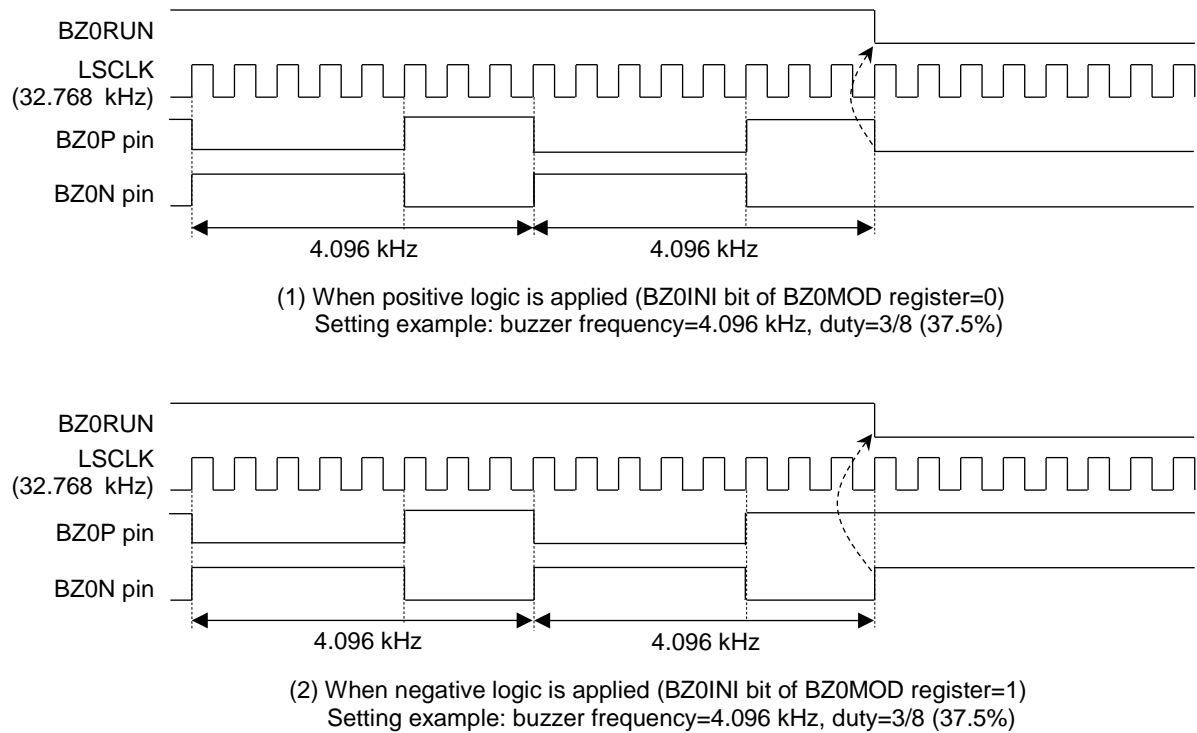 BZ0RUN
LSCLK
(32.768 kHz)
BZ0P pin
BZ0N pin
4.096 kHz
4.096 kHz
(1) When positive logic is applied (BZ0INI bit of BZ0MOD register=0)
Setting example: buzzer frequency=4.096 kHz, duty=3/8 (37.5%)
BZ0RUN
LSCLK
(32.768 kHz)
BZ0P pin
BZ0N pin
4.096 kHz
4.096 kHz
(2) When negative logic is applied (BZ0INI bit of BZ0MOD register=1)
Setting example: buzzer frequency=4.096 kHz, duty=3/8 (37.5%)